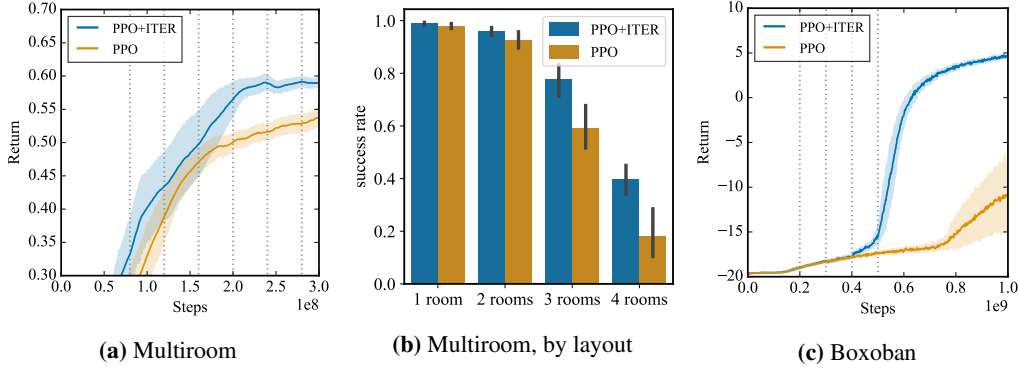 0.70
0.65
0.60
0.55
0.50
0.45
0.40
0.35
0.30
Return
PPO+ITER
PPO
0.0 0.5 1.0 1.5 2.0 2.5 3.0
Steps
1e8
(a) Multiroom
1.0
0.8
0.6
0.4
0.2
0.0
success rate
PPO+ITER
PPO
1 room 2 rooms 3 rooms 4 rooms
(b) Multiroom, by layout
5
0
−5
−10
−15
−20
Return
PPO+ITER
PPO
0.0 0.2 0.4 0.6 0.8 1.0
Steps
1e9
(c) Boxoban